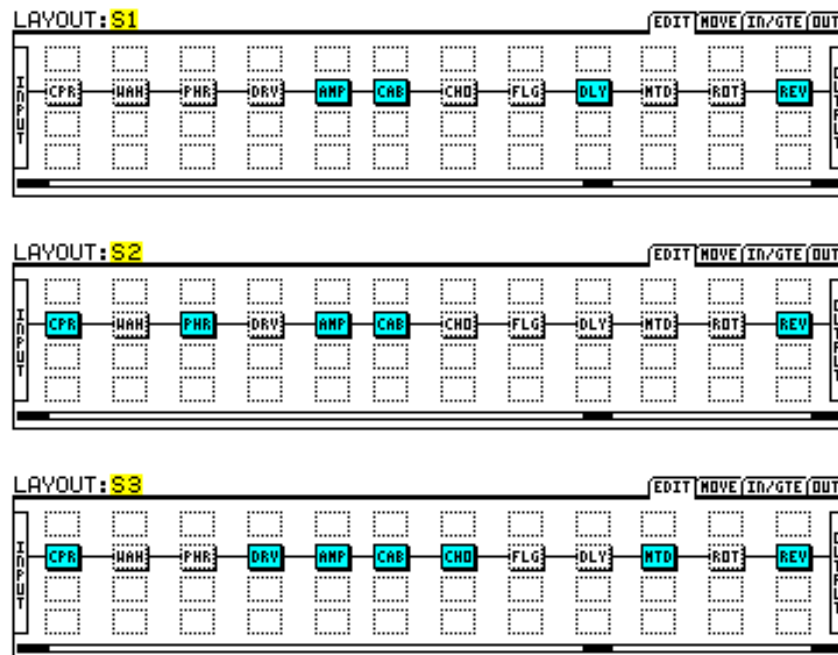 LAYOUT:S1 EDIT MOVE IN/GTE OUT
INPUT CPR WAH PHR DRV AMP CAB CHO FLG DLY MTD ROT REV
LAYOUT:S2 EDIT MOVE IN/GTE OUT
INPUT CPR WAH PHR DRV AMP CAB CHO FLG DLY MTD ROT REV
LAYOUT:S3 EDIT MOVE IN/GTE OUT
INPUT CPR WAH PHR DRV AMP CAB CHO FLG DLY MTD ROT REV